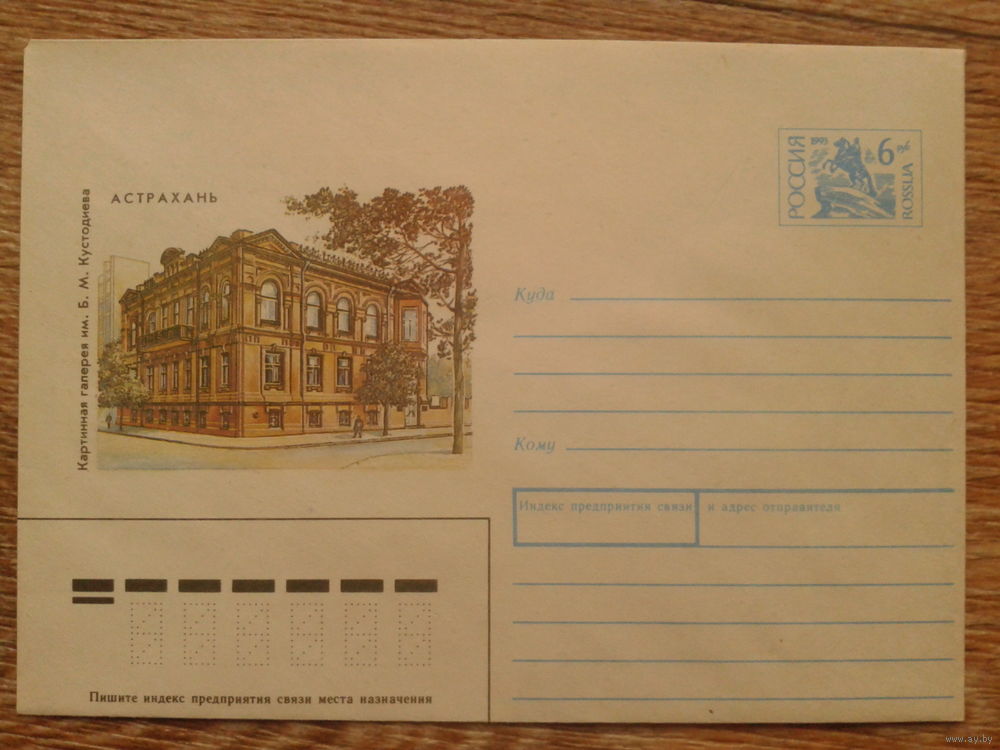 АСТРАХАНЬ
Картинная галерея им. Б. М. Кустодиева
РОССИЯ
1993
6 руб.
ROSSIJA
Куда
Кому
Индекс предприятия связи и адрес отправителя
Пишите индекс предприятия связи места назначения
www.ay.by